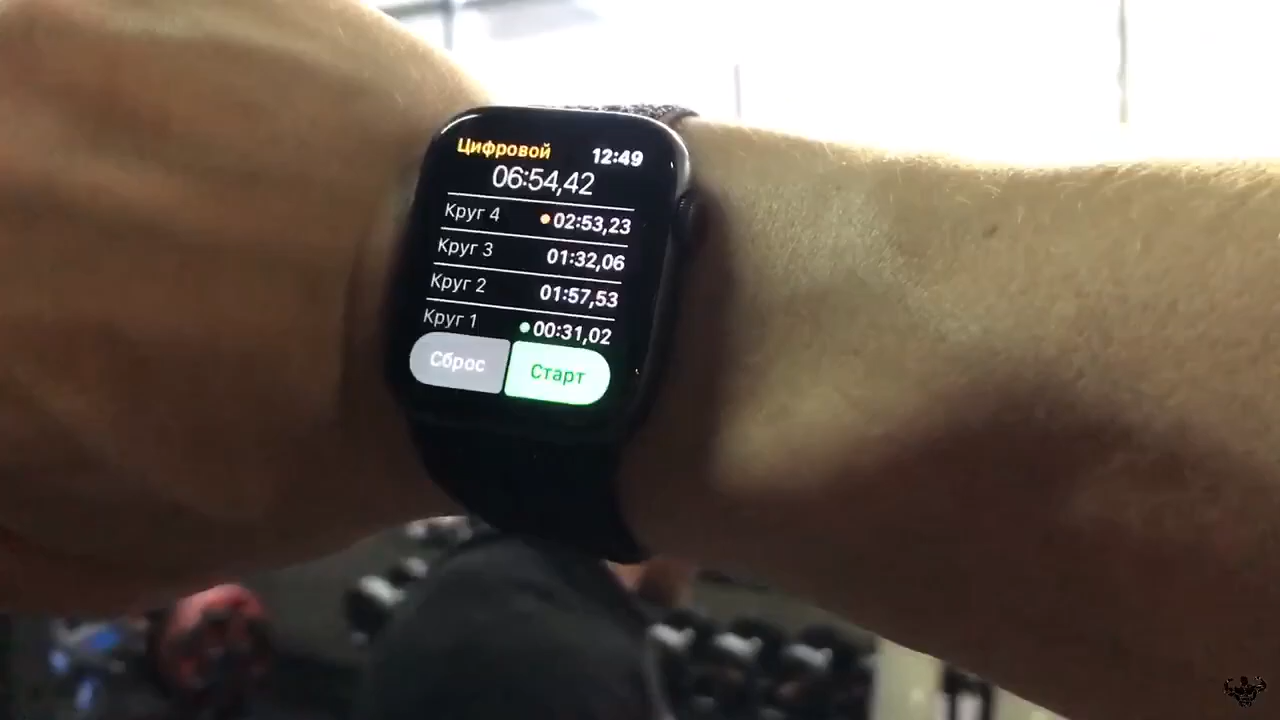 Цифровой 12:49
06:54,42
Круг 4 02:53,23
Круг 3 01:32,06
Круг 2 01:57,53
Круг 1 00:31,02
Сброс Старт